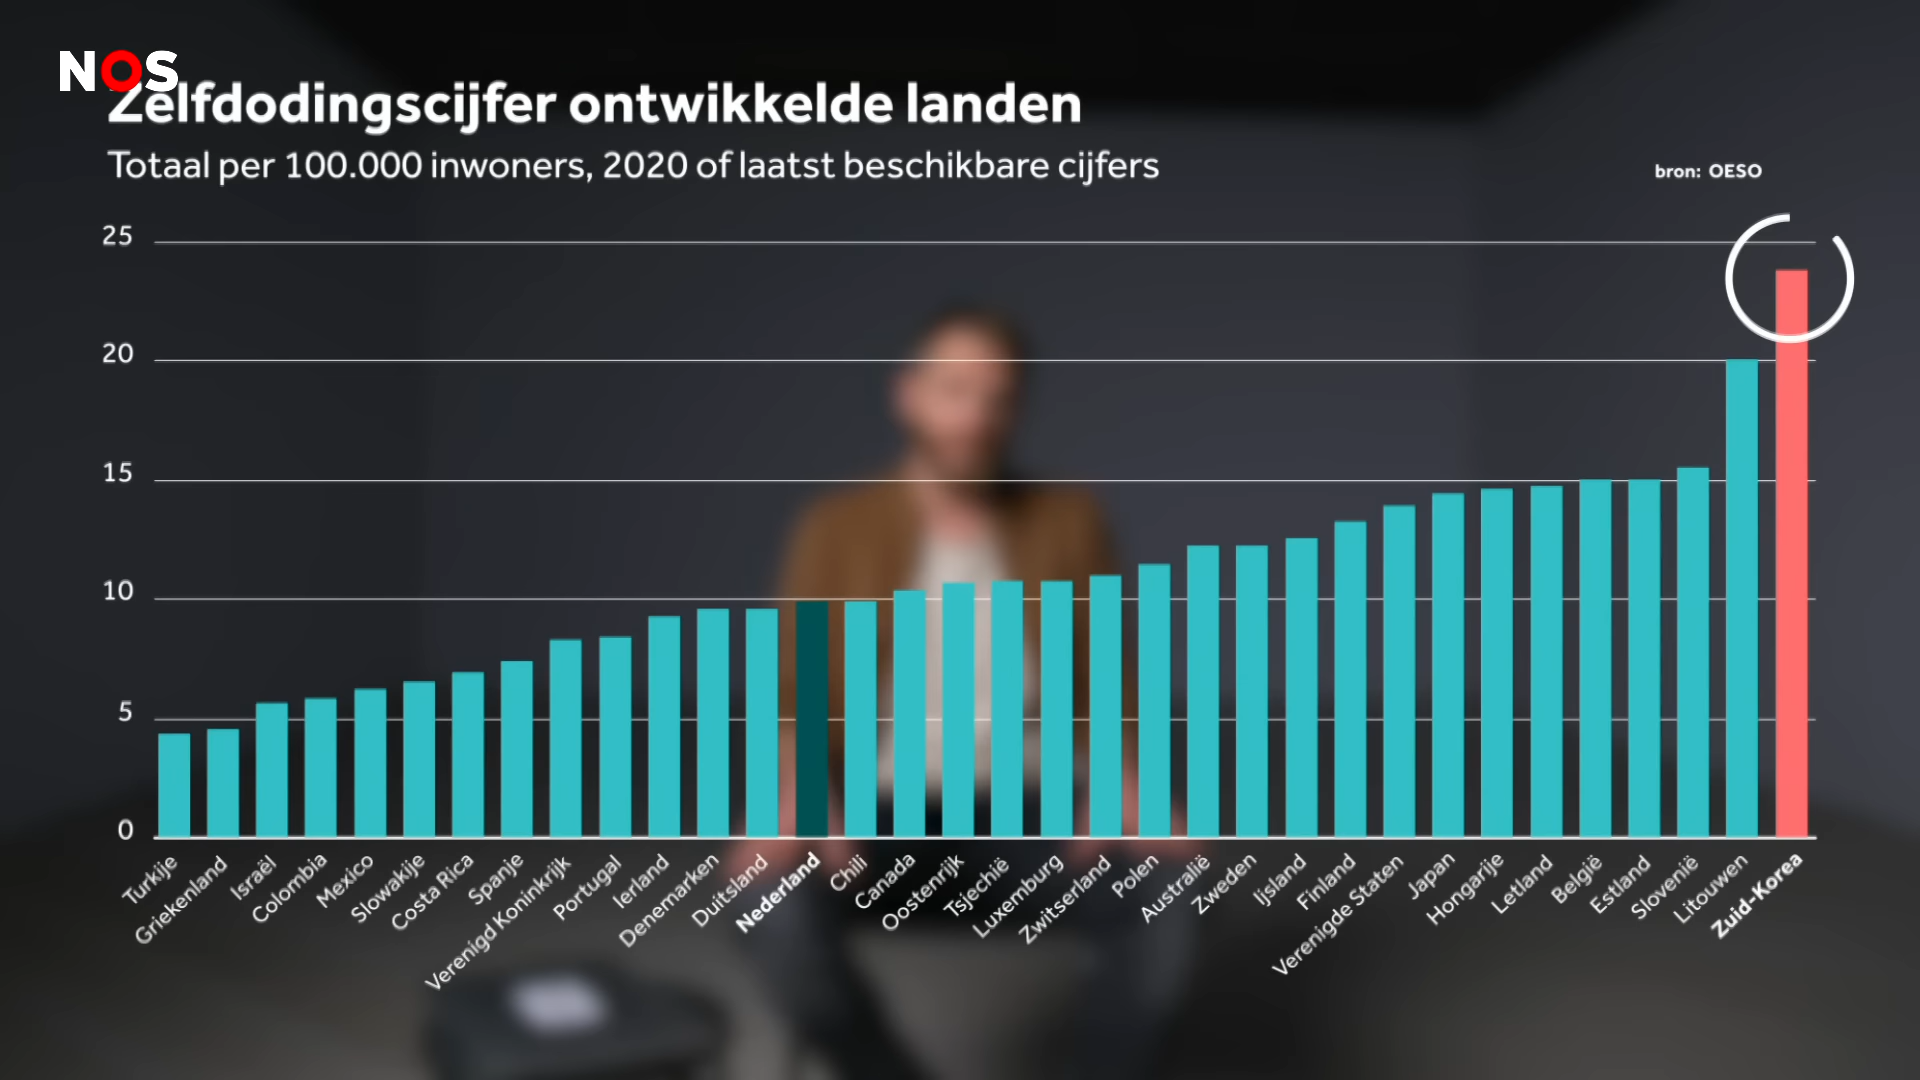 NOS
Zelfdodingscijfer ontwikkelde landen
Totaal per 100.000 inwoners, 2020 of laatst beschikbare cijfers
bron: OESO
25
20
15
10
5
0
Turkije
Griekenland
Israël
Colombia
Mexico
Slowakije
Costa Rica
Spanje
Verenigd Koninkrijk
Portugal
Ierland
Denemarken
Duitsland
Nederland
Chili
Canada
Oostenrijk
Tsjechië
Luxemburg
Zwitserland
Polen
Australië
Zweden
Ijsland
Finland
Verenigde Staten
Japan
Hongarije
Letland
België
Estland
Slovenië
Litouwen
Zuid-Korea